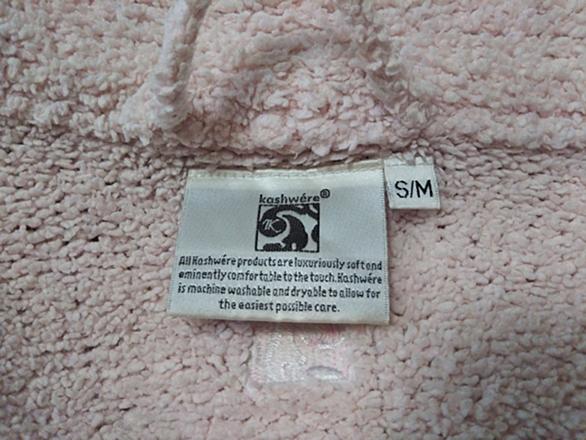 kashwére®
K
All Kashwére products are luxuriously soft and
eminently comfortable to the touch. Kashwére
is machine washable and dryable to allow for
the easiest possible care.
S/M